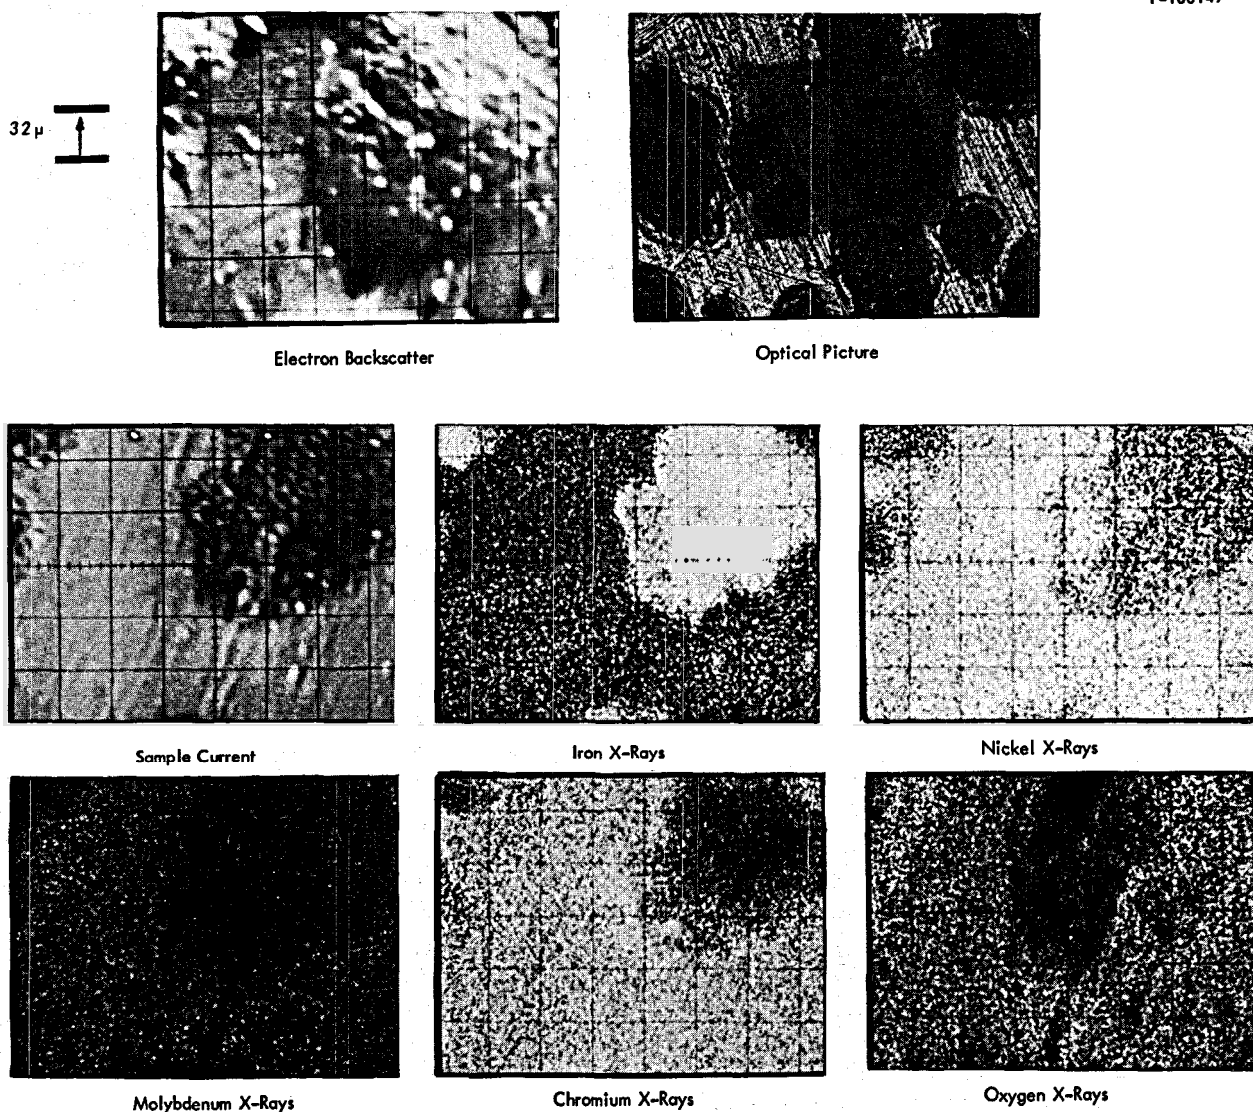 32 μ
Electron Backscatter
Optical Picture
Sample Current
Iron X-Rays
Nickel X-Rays
Molybdenum X-Rays
Chromium X-Rays
Oxygen X-Rays